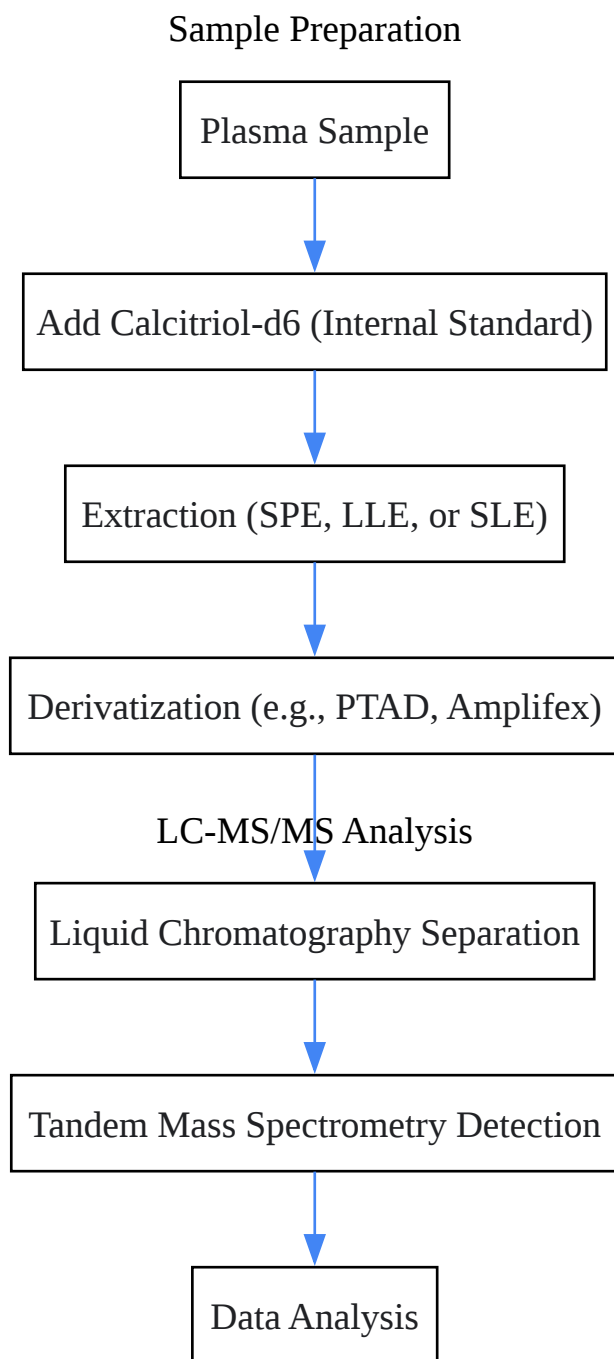 Sample Preparation
Plasma Sample
Add Calcitriol-d6 (Internal Standard)
Extraction (SPE, LLE, or SLE)
Derivatization (e.g., PTAD, Amplifex)
LC-MS/MS Analysis
Liquid Chromatography Separation
Tandem Mass Spectrometry Detection
Data Analysis